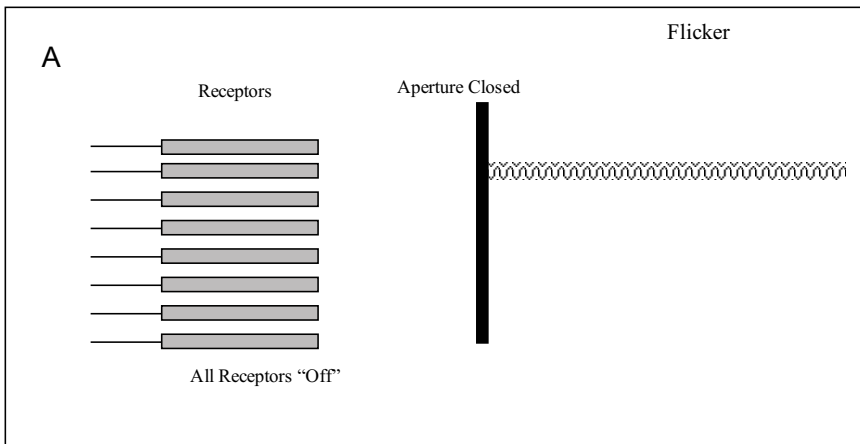 Flicker
A
Receptors
Aperture Closed
All Receptors “Off”